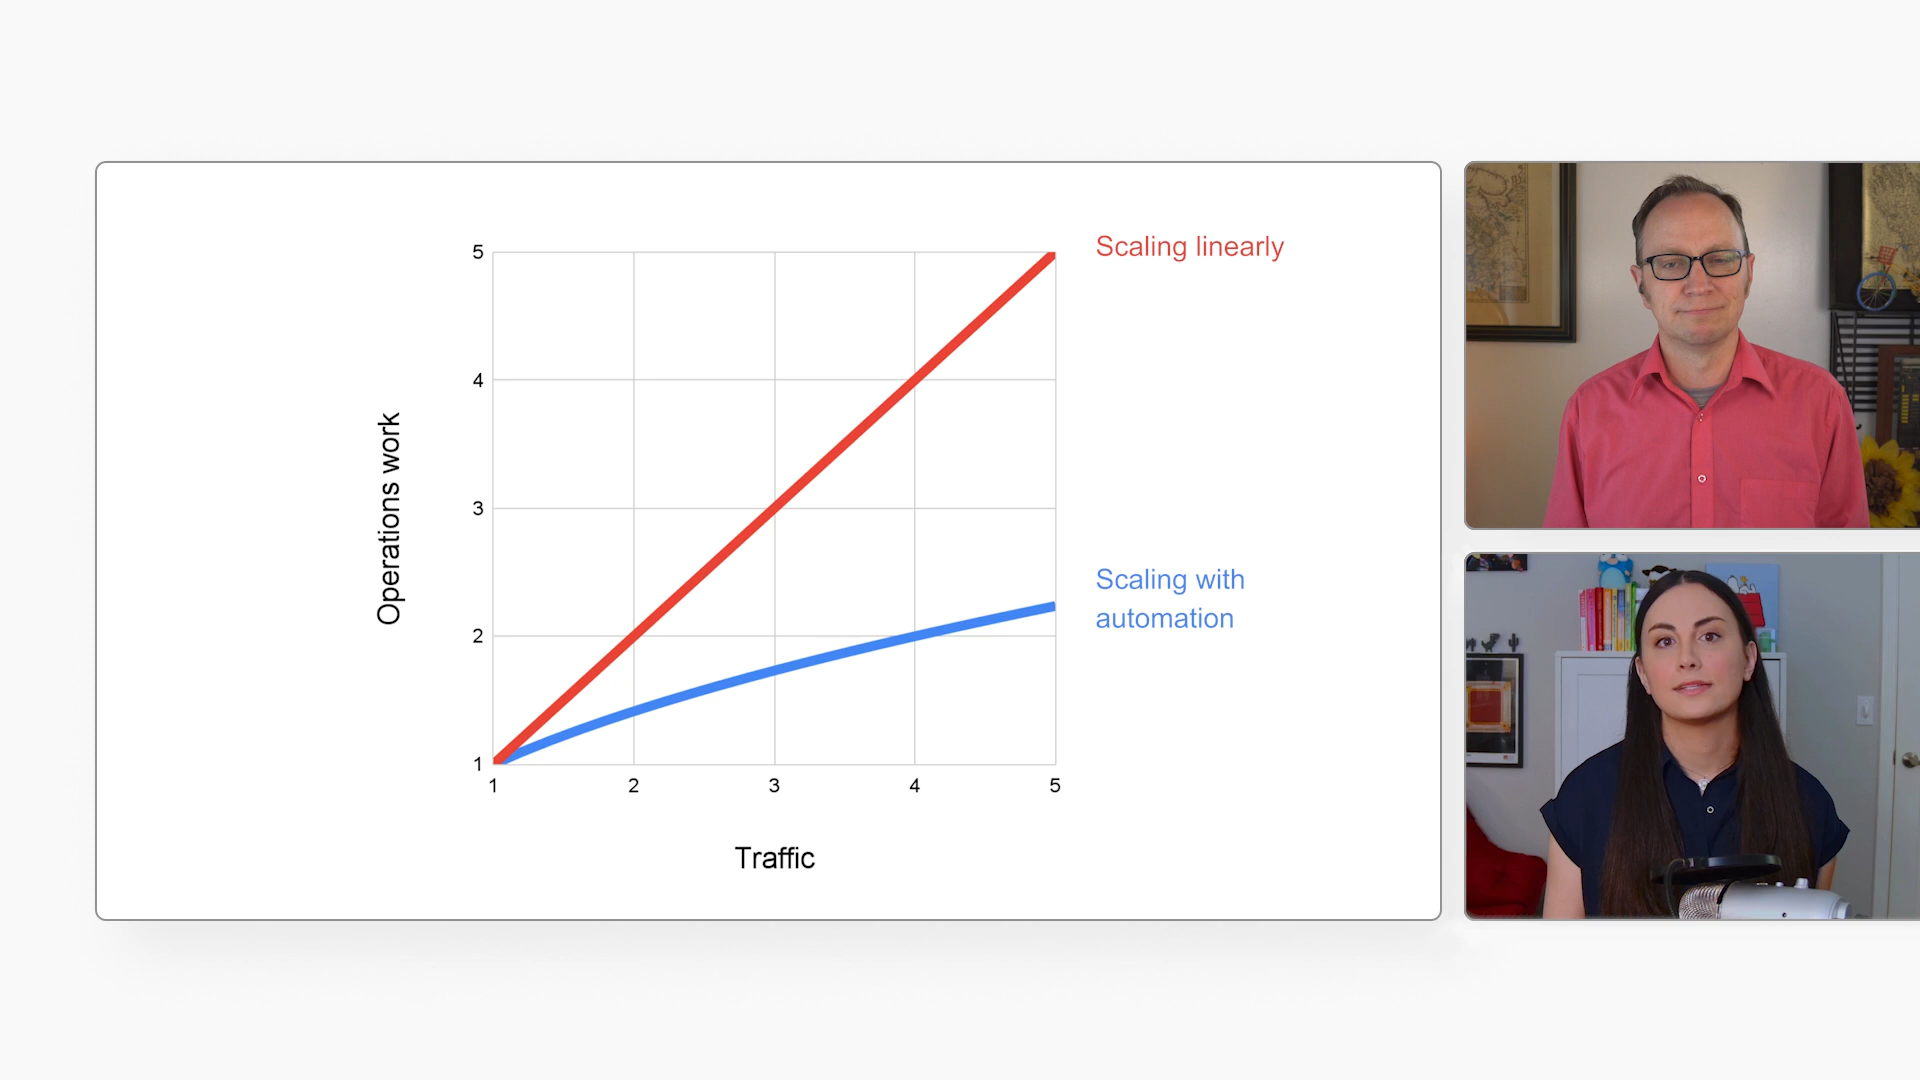 Scaling linearly
Scaling with
automation
Operations work
5
4
3
2
1
1 2 3 4 5
Traffic